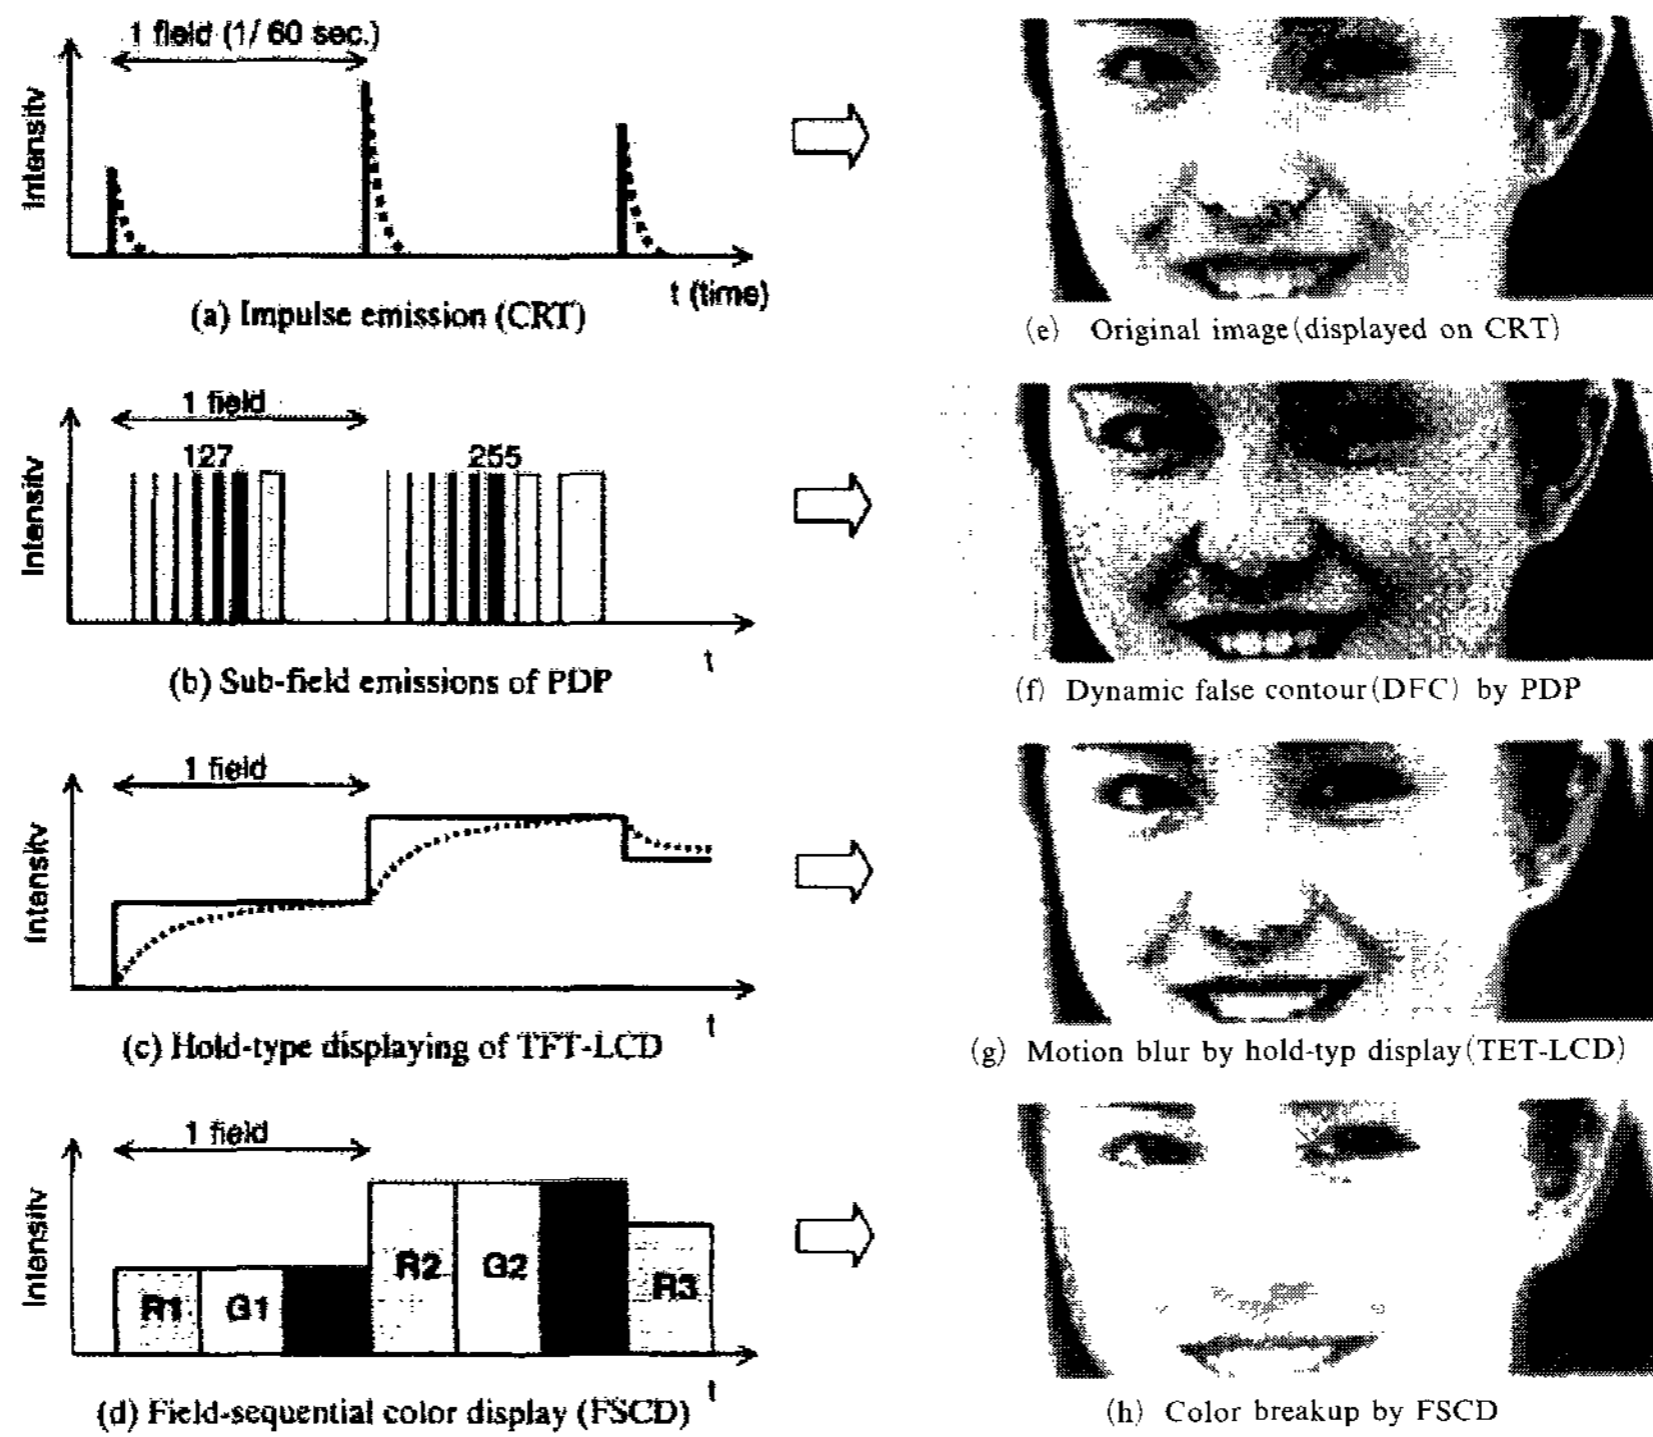 1 field (1/60 sec.)
Intensity
t (time)
(a) Impulse emission (CRT)
(e) Original image(displayed on CRT)
1 field
127
255
Intensity
t
(b) Sub-field emissions of PDP
(f) Dynamic false contour(DFC) by PDP
1 field
Intensity
t
(c) Hold-type displaying of TFT-LCD
(g) Motion blur by hold-typ display(TET-LCD)
1 field
Intensity
R1
G1
R2
G2
R3
t
(d) Field-sequential color display (FSCD)
(h) Color breakup by FSCD